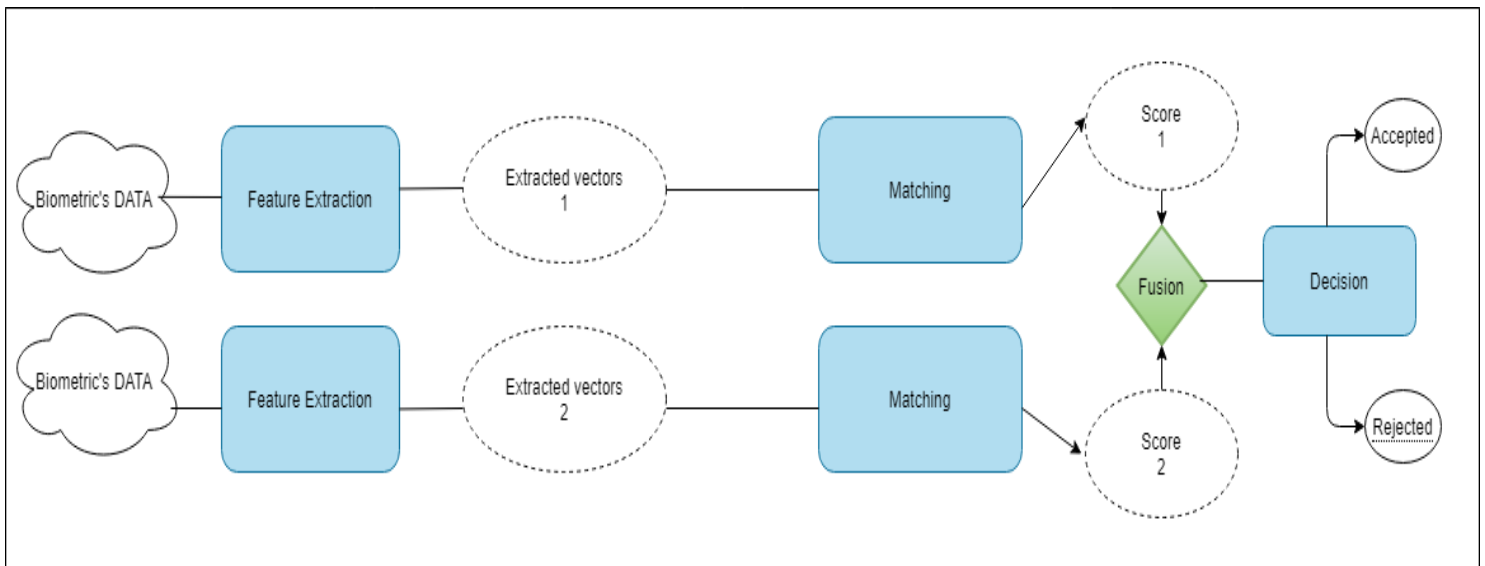 Biometric's DATA
Feature Extraction
Extracted vectors
1
Matching
Score
1
Accepted
Fusion
Decision
Biometric's DATA
Feature Extraction
Extracted vectors
2
Matching
Score
2
Rejected